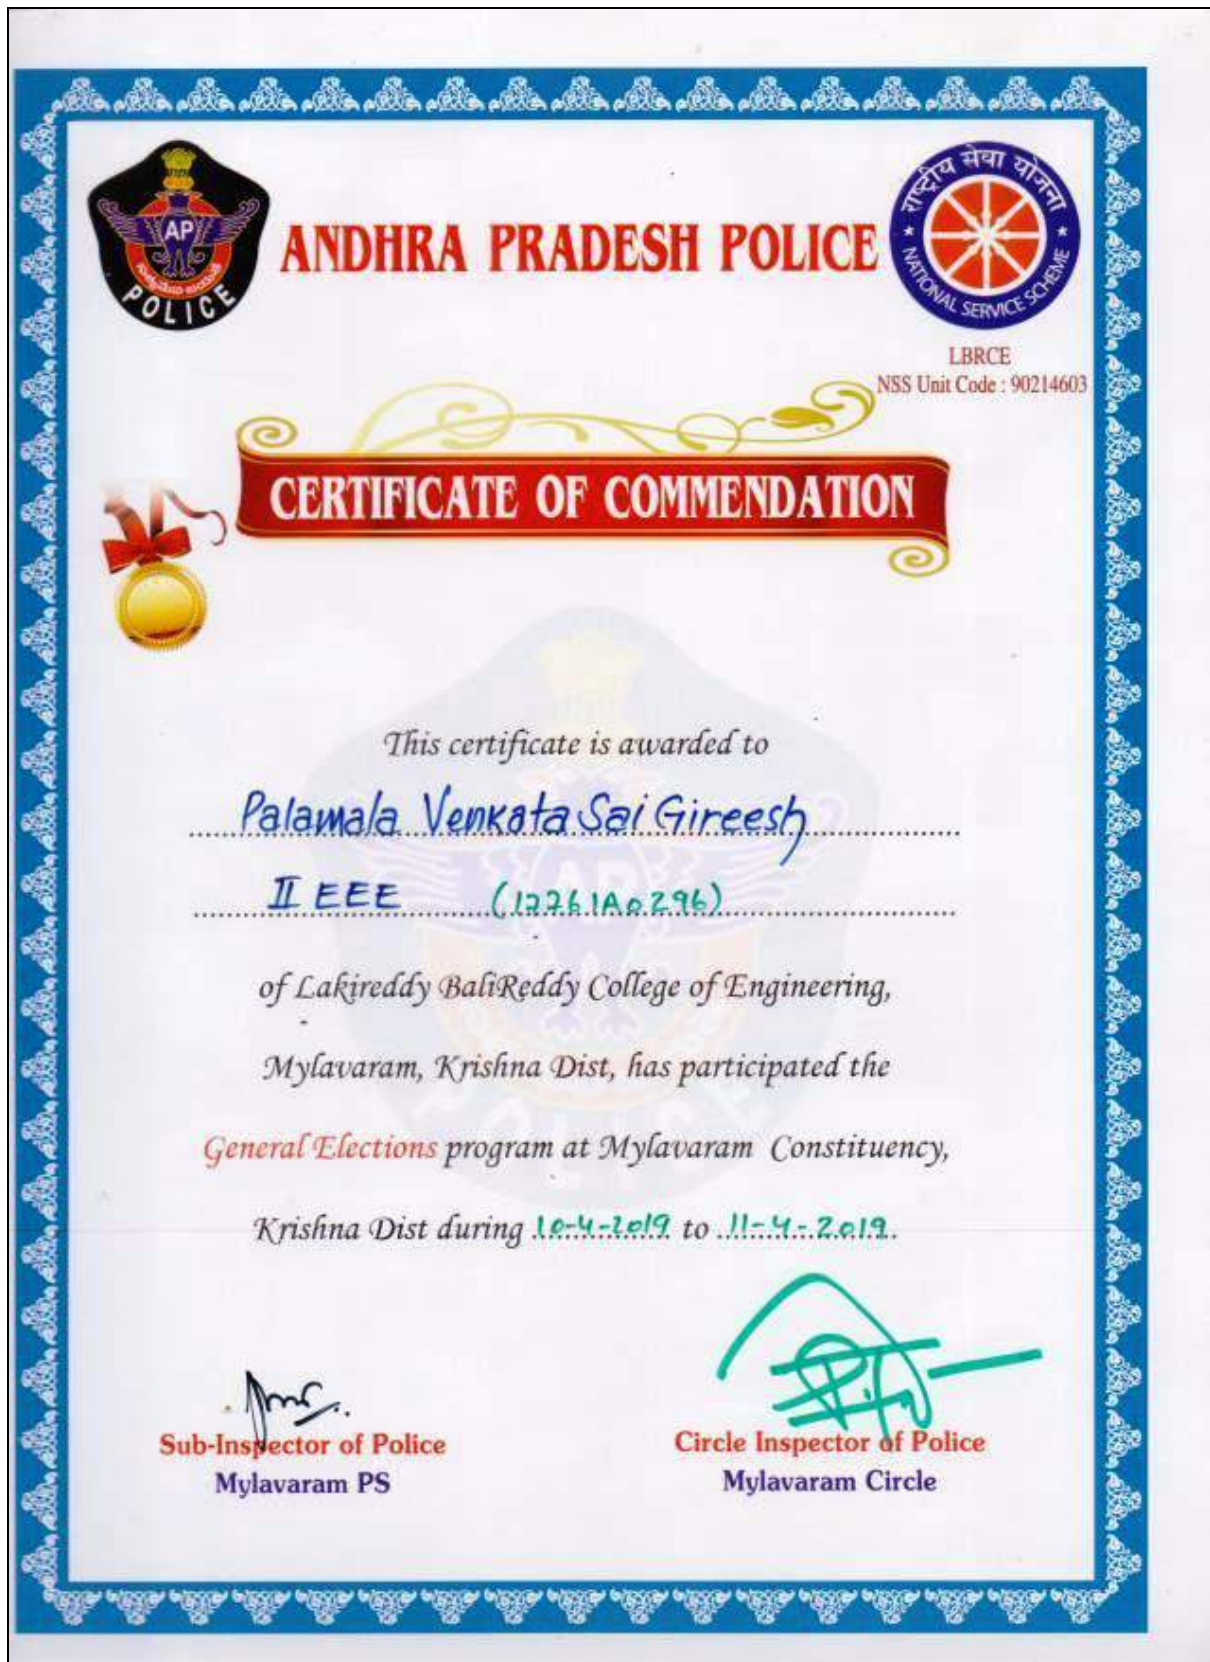 ANDHRA PRADESH POLICE
AP
POLICE
राष्ट्रीय सेवा योजना
NATIONAL SERVICE SCHEME
LBRCE
NSS Unit Code : 90214603
CERTIFICATE OF COMMENDATION
This certificate is awarded to
Palamala Venkata Sai Gireesh
II EEE (17761A0296)
of Lakireddy BaliReddy College of Engineering,
Mylavaram, Krishna Dist, has participated the
General Elections program at Mylavaram Constituency,
Krishna Dist during 10-4-2019 to 11-4-2019.
Sub-Inspector of Police
Mylavaram PS
Circle Inspector of Police
Mylavaram Circle